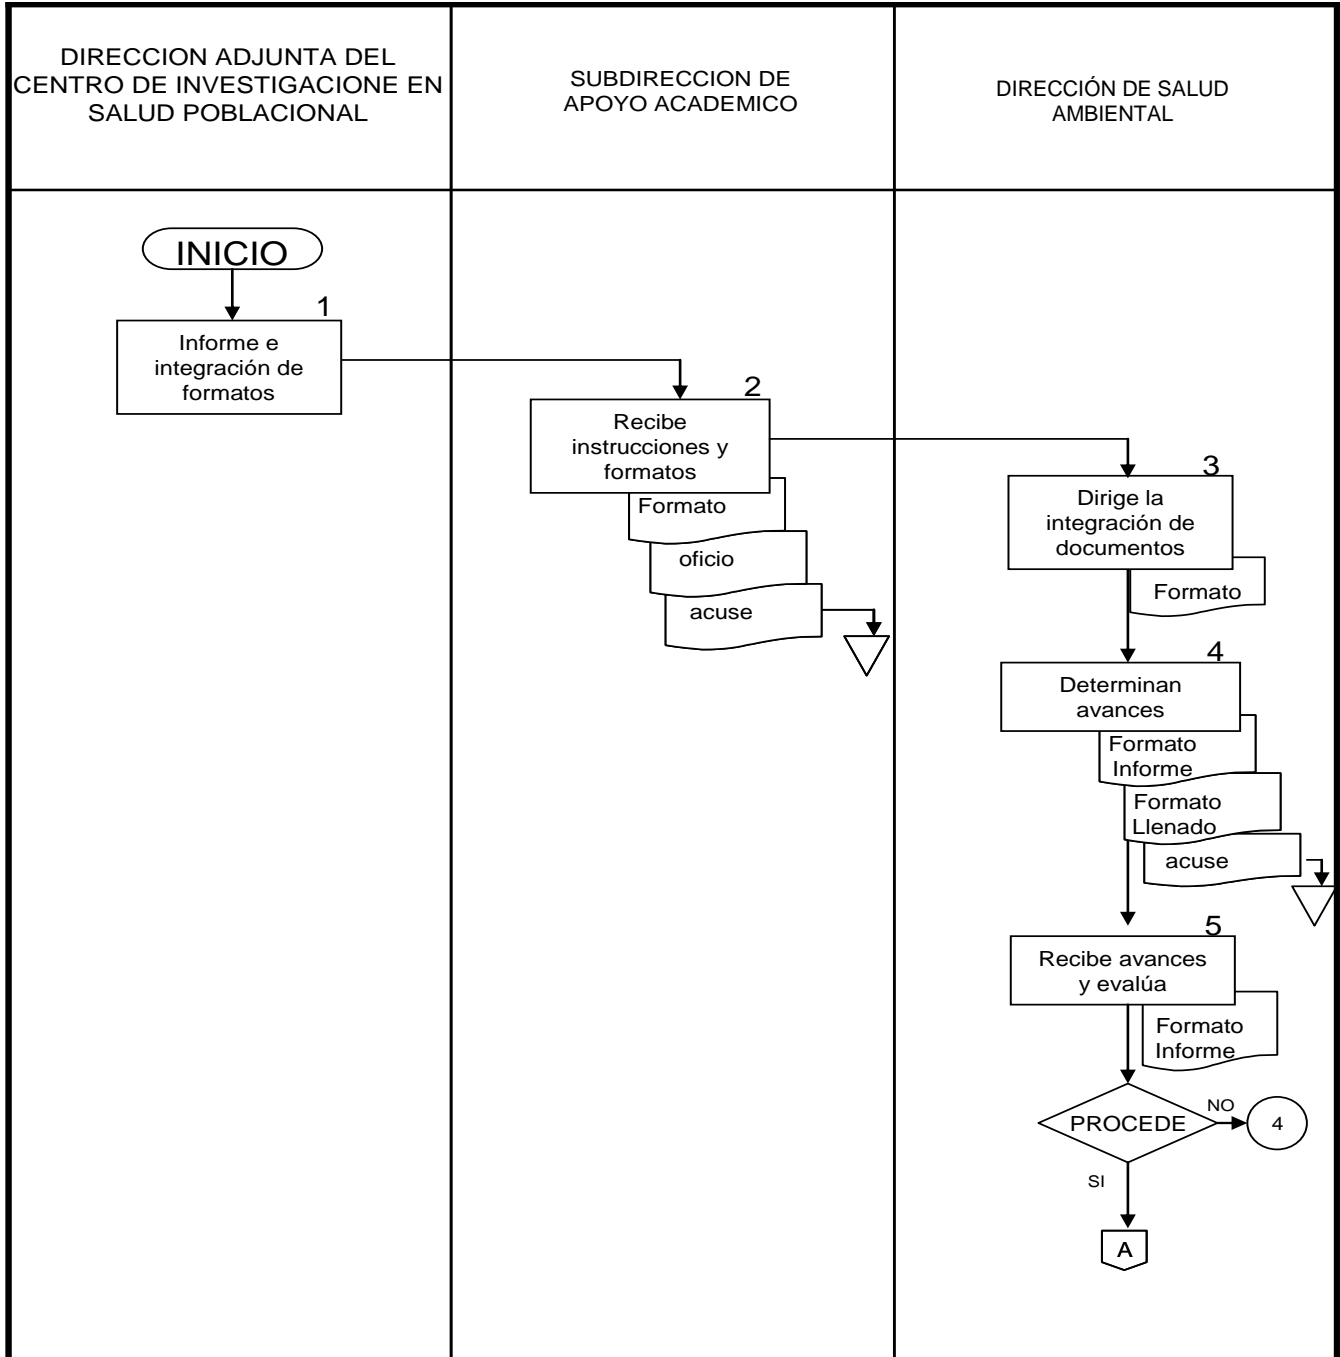 DIRECCION ADJUNTA DEL
CENTRO DE INVESTIGACIONE EN
SALUD POBLACIONAL
SUBDIRECCION DE
APOYO ACADEMICO
DIRECCIÓN DE SALUD
AMBIENTAL
INICIO
1
Informe e
integración de
formatos
2
Recibe
instrucciones y
formatos
Formato
oficio
acuse
3
Dirige la
integración de
documentos
Formato
4
Determinan
avances
Formato
Informe
Formato
Llenado
acuse
5
Recibe avances
y evalúa
Formato
Informe
PROCEDE
NO
4
SI
A